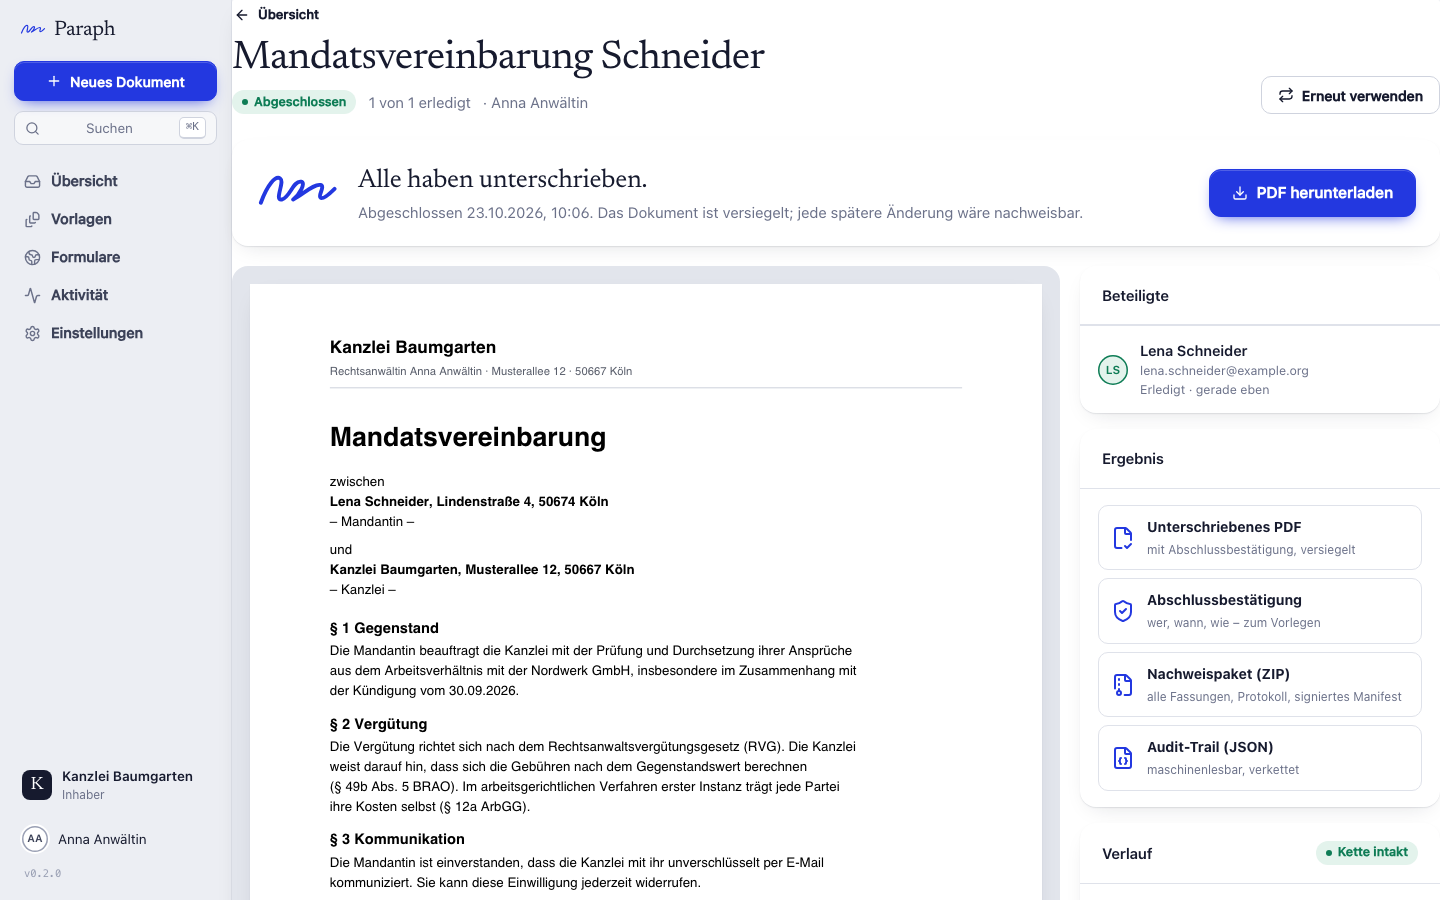 Paraph
Neues Dokument
Suchen
⌘K
Übersicht
Vorlagen
Formulare
Aktivität
Einstellungen
K
Kanzlei Baumgarten
Inhaber
AA
Anna Anwältin
v0.2.0
Übersicht
Mandatsvereinbarung Schneider
Abgeschlossen
1 von 1 erledigt · Anna Anwältin
Erneut verwenden
Alle haben unterschrieben.
Abgeschlossen 23.10.2026, 10:06. Das Dokument ist versiegelt; jede spätere Änderung wäre nachweisbar.
PDF herunterladen
Kanzlei Baumgarten
Rechtsanwältin Anna Anwältin · Musterallee 12 · 50667 Köln
Mandatsvereinbarung
zwischen
Lena Schneider, Lindenstraße 4, 50674 Köln
– Mandantin –
und
Kanzlei Baumgarten, Musterallee 12, 50667 Köln
– Kanzlei –
§ 1 Gegenstand
Die Mandantin beauftragt die Kanzlei mit der Prüfung und Durchsetzung ihrer Ansprüche
aus dem Arbeitsverhältnis mit der Nordwerk GmbH, insbesondere im Zusammenhang mit
der Kündigung vom 30.09.2026.
§ 2 Vergütung
Die Vergütung richtet sich nach dem Rechtsanwaltsvergütungsgesetz (RVG). Die Kanzlei
weist darauf hin, dass sich die Gebühren nach dem Gegenstandswert berechnen
(§ 49b Abs. 5 BRAO). Im arbeitsgerichtlichen Verfahren erster Instanz trägt jede Partei
ihre Kosten selbst (§ 12a ArbGG).
§ 3 Kommunikation
Die Mandantin ist einverstanden, dass die Kanzlei mit ihr unverschlüsselt per E-Mail
kommuniziert. Sie kann diese Einwilligung jederzeit widerrufen.
Beteiligte
LS
Lena Schneider
lena.schneider@example.org
Erledigt · gerade eben
Ergebnis
Unterschriebenes PDF
mit Abschlussbestätigung, versiegelt
Abschlussbestätigung
wer, wann, wie – zum Vorlegen
Nachweispaket (ZIP)
alle Fassungen, Protokoll, signiertes Manifest
Audit-Trail (JSON)
maschinenlesbar, verkettet
Verlauf
Kette intakt